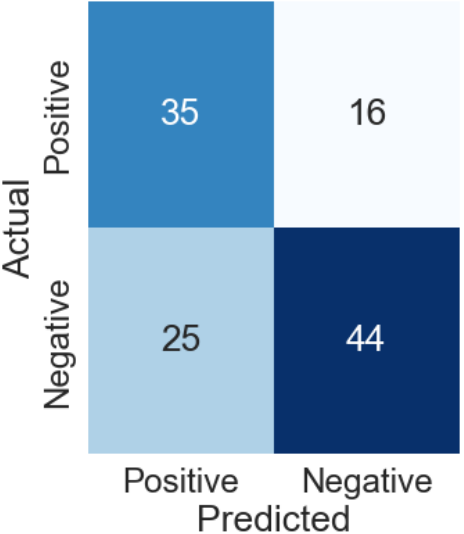 Actual
Positive
35
16
Negative
25
44
Positive
Negative
Predicted